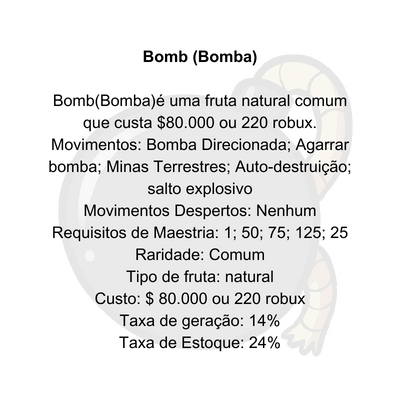 Bomb (Bomba)
Bomb(Bomba)é uma fruta natural comum
que custa $80.000 ou 220 robux.
Movimentos: Bomba Direcionada; Agarrar
bomba; Minas Terrestres; Auto-destruição;
salto explosivo
Movimentos Despertos: Nenhum
Requisitos de Maestria: 1; 50; 75; 125; 25
Raridade: Comum
Tipo de fruta: natural
Custo: $ 80.000 ou 220 robux
Taxa de geração: 14%
Taxa de Estoque: 24%